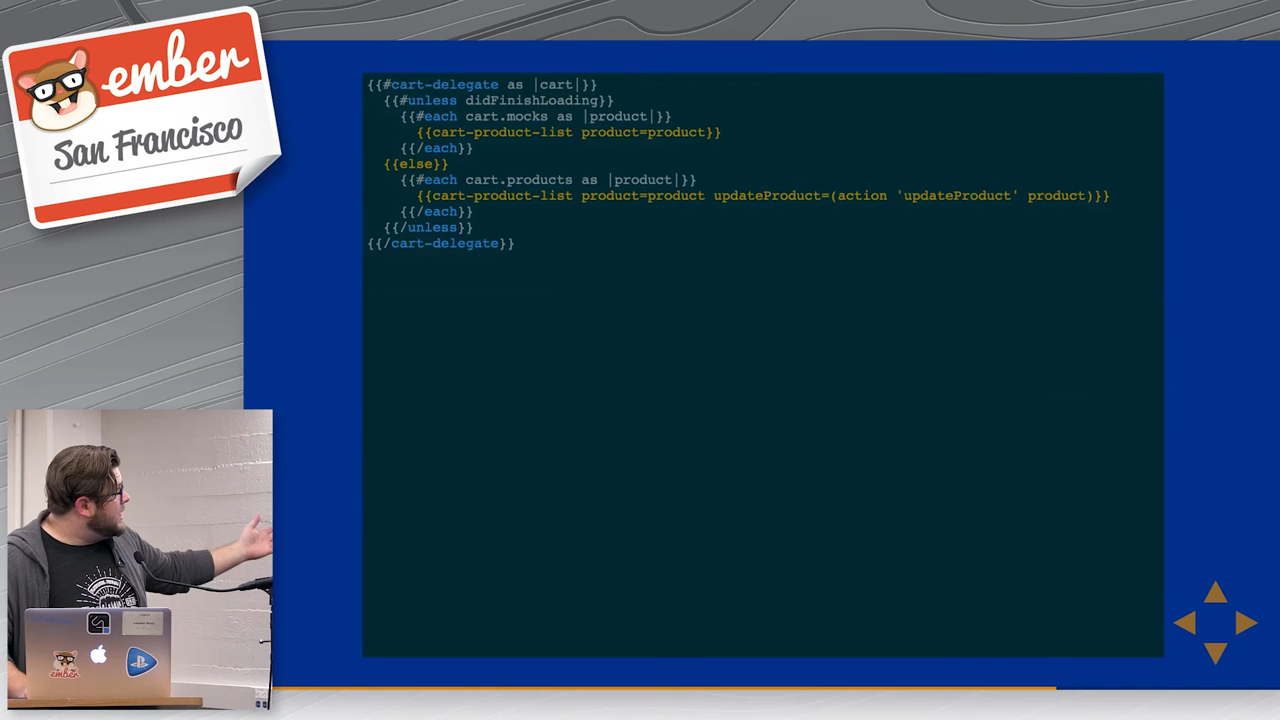 ember
San Francisco
{{#cart-delegate as |cart|}}
  {{#unless didFinishLoading}}
    {{#each cart.mocks as |product|}}
      {{cart-product-list product=product}}
    {{/each}}
  {{else}}
    {{#each cart.products as |product|}}
      {{cart-product-list product=product updateProduct=(action 'updateProduct' product)}}
    {{/each}}
  {{/unless}}
{{/cart-delegate}}
ember